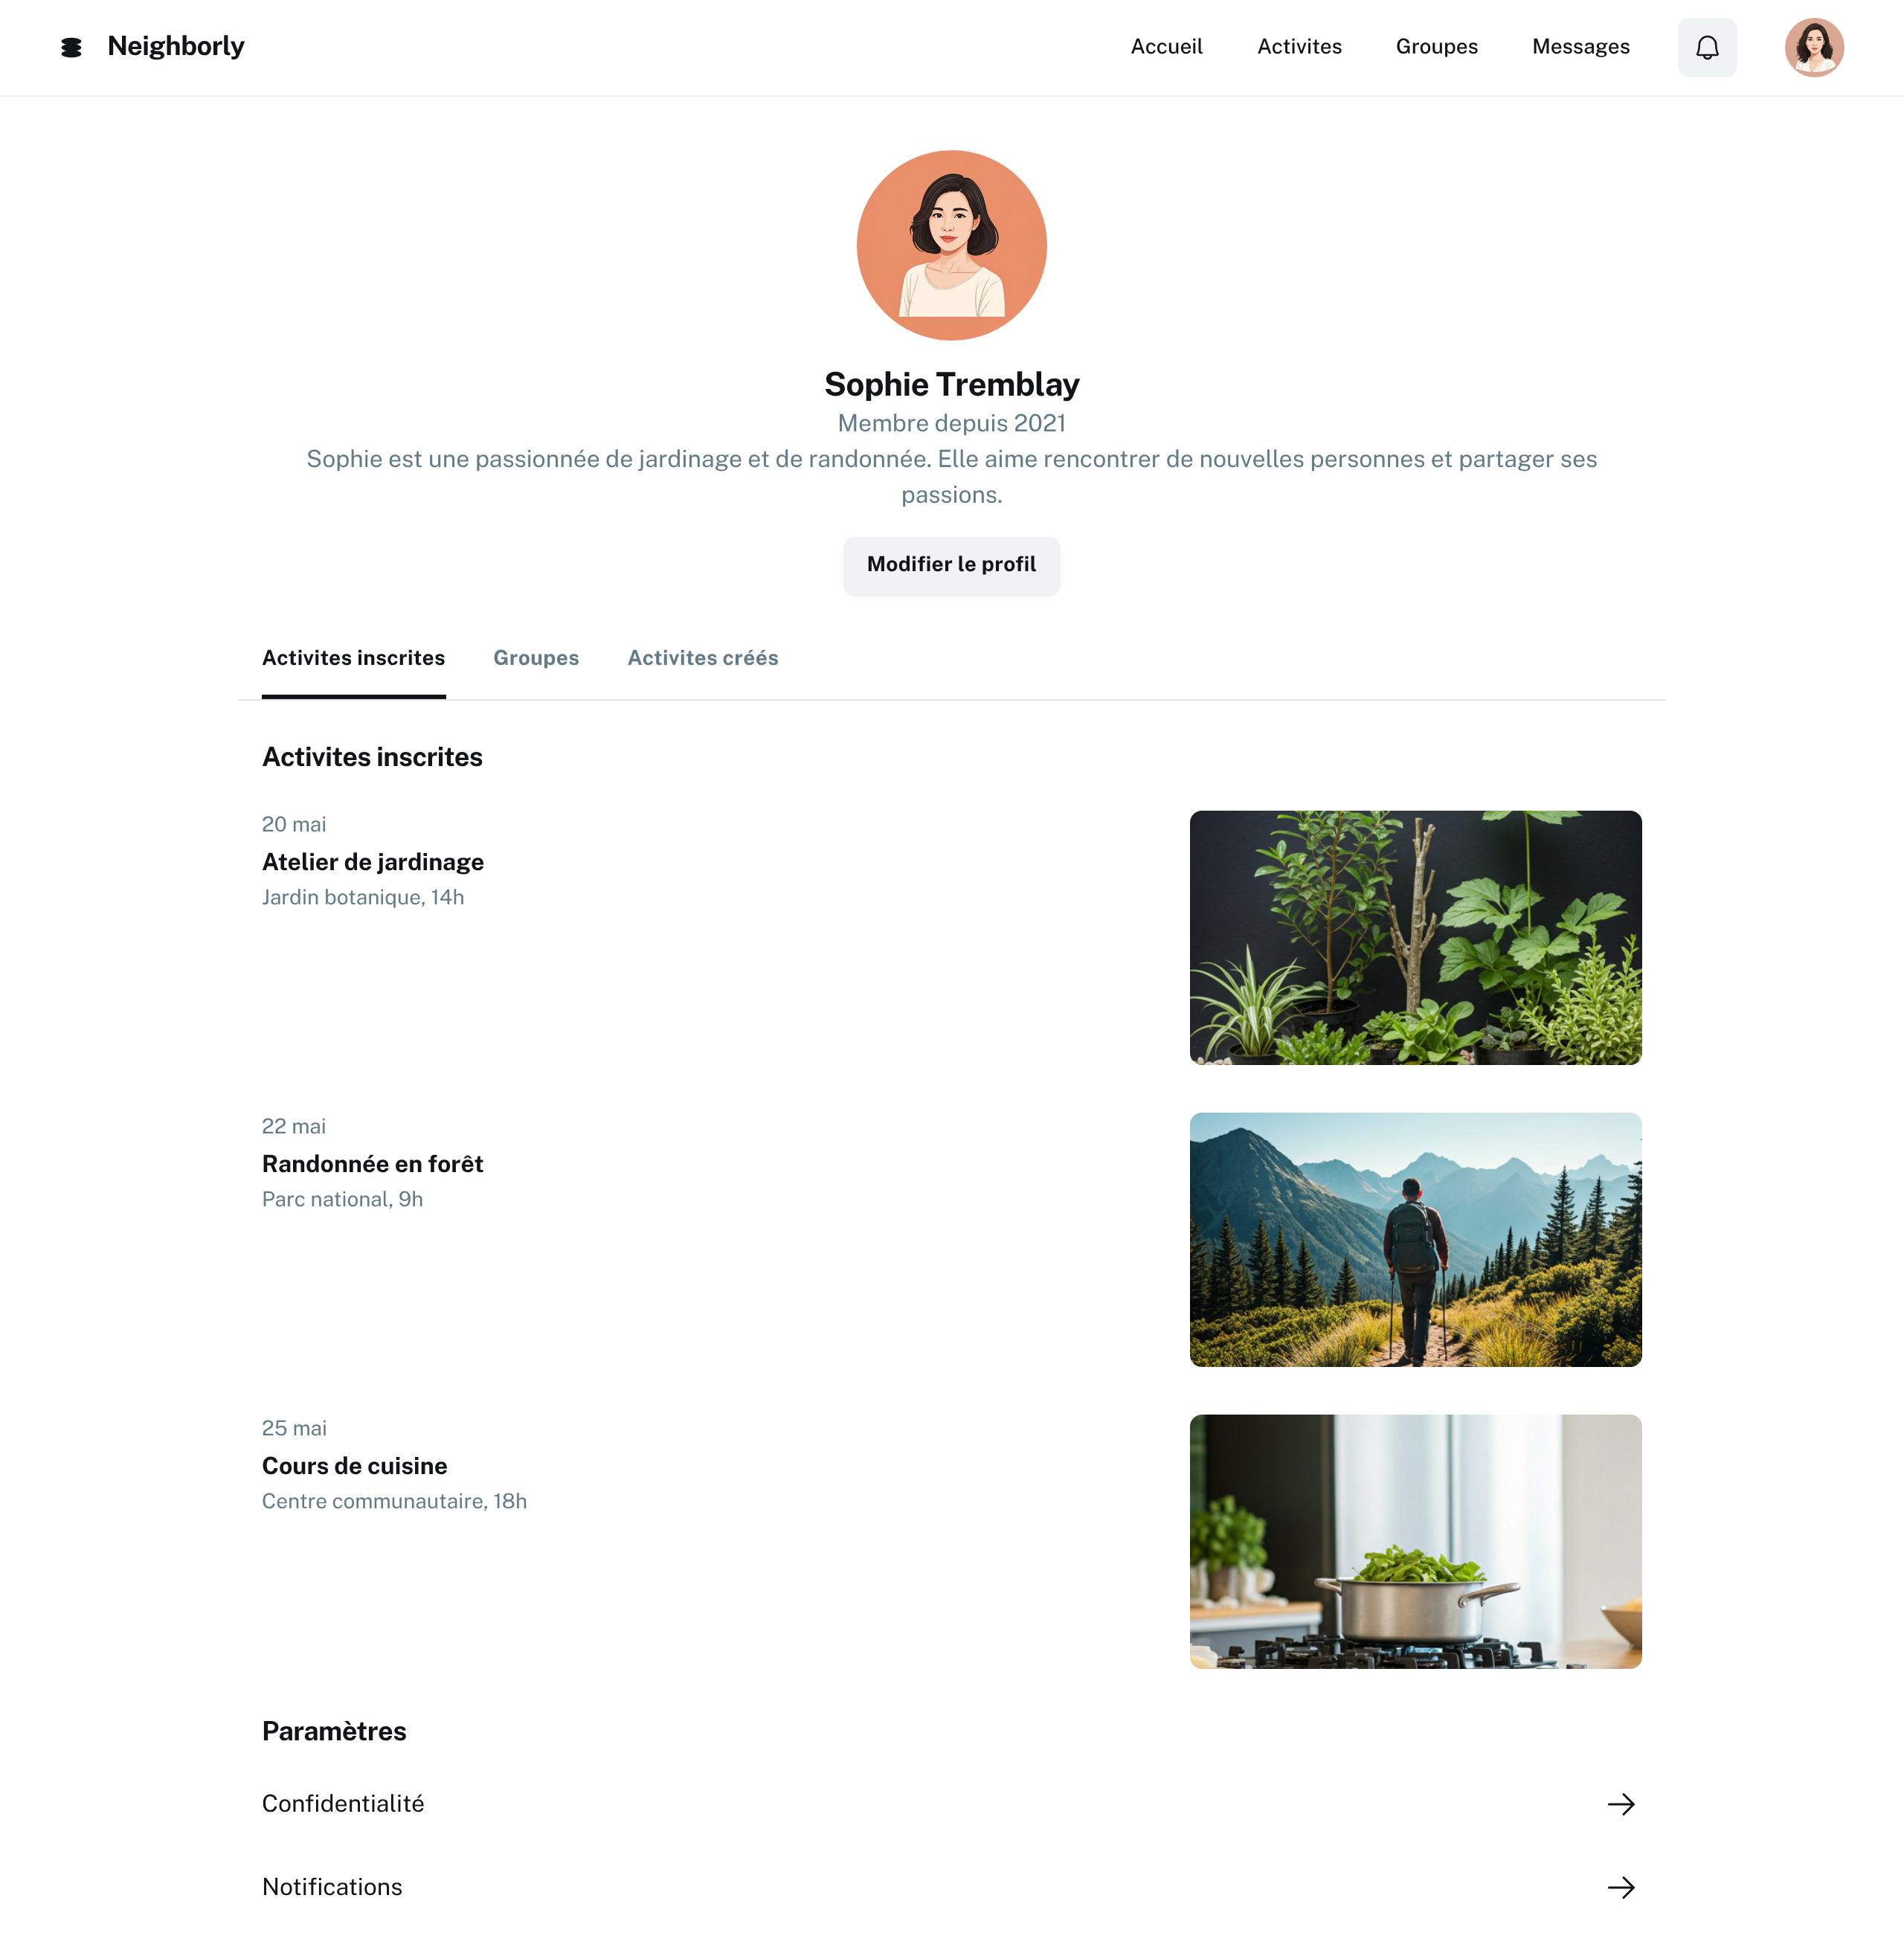 Neighborly
Accueil
Activites
Groupes
Messages
Sophie Tremblay
Membre depuis 2021
Sophie est une passionnée de jardinage et de randonnée. Elle aime rencontrer de nouvelles personnes et partager ses
passions.
Modifier le profil
Activites inscrites
Groupes
Activites créés
Activites inscrites
20 mai
Atelier de jardinage
Jardin botanique, 14h
22 mai
Randonnée en forêt
Parc national, 9h
25 mai
Cours de cuisine
Centre communautaire, 18h
Paramètres
Confidentialité
Notifications